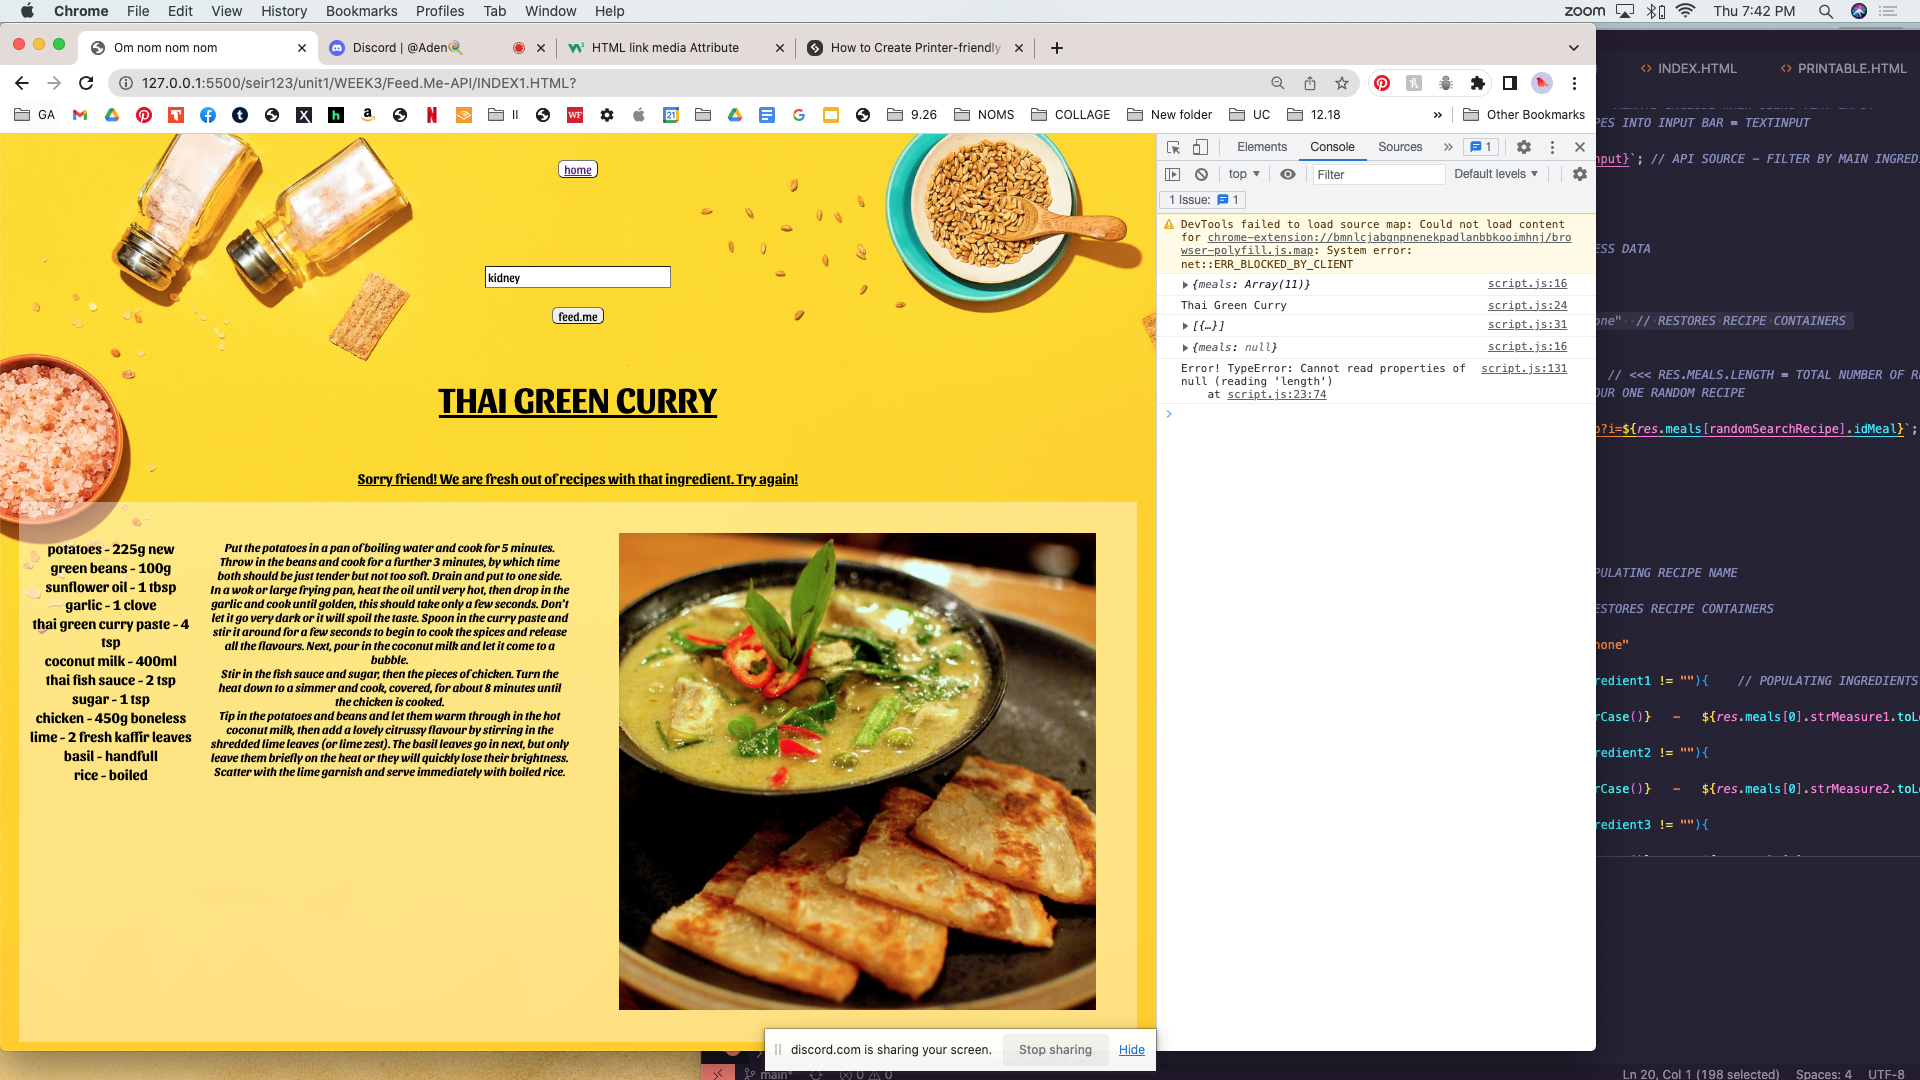 Chrome File Edit View History Bookmarks Profiles Tab Window Help
zoom Thu 7:42 PM
Om nom nom nom
Discord | @Aden
HTML link media Attribute
How to Create Printer-friendly
127.0.0.1:5500/seir123/unit1/WEEK3/Feed.Me-API/INDEX1.HTML?
GA II 9.26 NOMS COLLAGE New folder UC 12.18 » Other Bookmarks
home
kidney
feed.me
THAI GREEN CURRY
Sorry friend! We are fresh out of recipes with that ingredient. Try again!
potatoes - 225g new
green beans - 100g
sunflower oil - 1 tbsp
garlic - 1 clove
thai green curry paste - 4
tsp
coconut milk - 400ml
thai fish sauce - 2 tsp
sugar - 1 tsp
chicken - 450g boneless
lime - 2 fresh kaffir leaves
basil - handfull
rice - boiled
Put the potatoes in a pan of boiling water and cook for 5 minutes.
Throw in the beans and cook for a further 3 minutes, by which time
both should be just tender but not too soft. Drain and put to one side.
In a wok or large frying pan, heat the oil until very hot, then drop in the
garlic and cook until golden, this should take only a few seconds. Don't
let it go very dark or it will spoil the taste. Spoon in the curry paste and
stir it around for a few seconds to begin to cook the spices and release
all the flavours. Next, pour in the coconut milk and let it come to a
bubble.
Stir in the fish sauce and sugar, then the pieces of chicken. Turn the
heat down to a simmer and cook, covered, for about 8 minutes until
the chicken is cooked.
Tip in the potatoes and beans and let them warm through in the hot
coconut milk, then add a lovely citrussy flavour by stirring in the
shredded lime leaves (or lime zest). The basil leaves go in next, but only
leave them briefly on the heat or they will quickly lose their brightness.
Scatter with the lime garnish and serve immediately with boiled rice.
Elements Console Sources » 1
top ▼ Filter Default levels ▼
1 Issue: 1
DevTools failed to load source map: Could not load content
for chrome-extension://bmnlcjabgnpnenekpadlanbbkooimhnj/bro
wser-polyfill.js.map: System error:
net::ERR_BLOCKED_BY_CLIENT
{meals: Array(11)} script.js:16
Thai Green Curry script.js:24
[{…}] script.js:31
{meals: null} script.js:16
Error! TypeError: Cannot read properties of script.js:131
null (reading 'length')
at script.js:23:74
discord.com is sharing your screen. Stop sharing Hide
<> INDEX.HTML <> PRINTABLE.HTML
PES INTO INPUT BAR = TEXTINPUT
nput}`; // API SOURCE - FILTER BY MAIN INGREDI
ESS DATA
one" // RESTORES RECIPE CONTAINERS
// <<< RES.MEALS.LENGTH = TOTAL NUMBER OF RE
OUR ONE RANDOM RECIPE
p?i=${res.meals[randomSearchRecipe].idMeal}`;
PULATING RECIPE NAME
ESTORES RECIPE CONTAINERS
none"
redient1 != ""){ // POPULATING INGREDIENTS
rCase()} - ${res.meals[0].strMeasure1.toLo
redient2 != ""){
rCase()} - ${res.meals[0].strMeasure2.toLo
redient3 != ""){
main* 0 0 Ln 20, Col 1 (198 selected) Spaces: 4 UTF-8